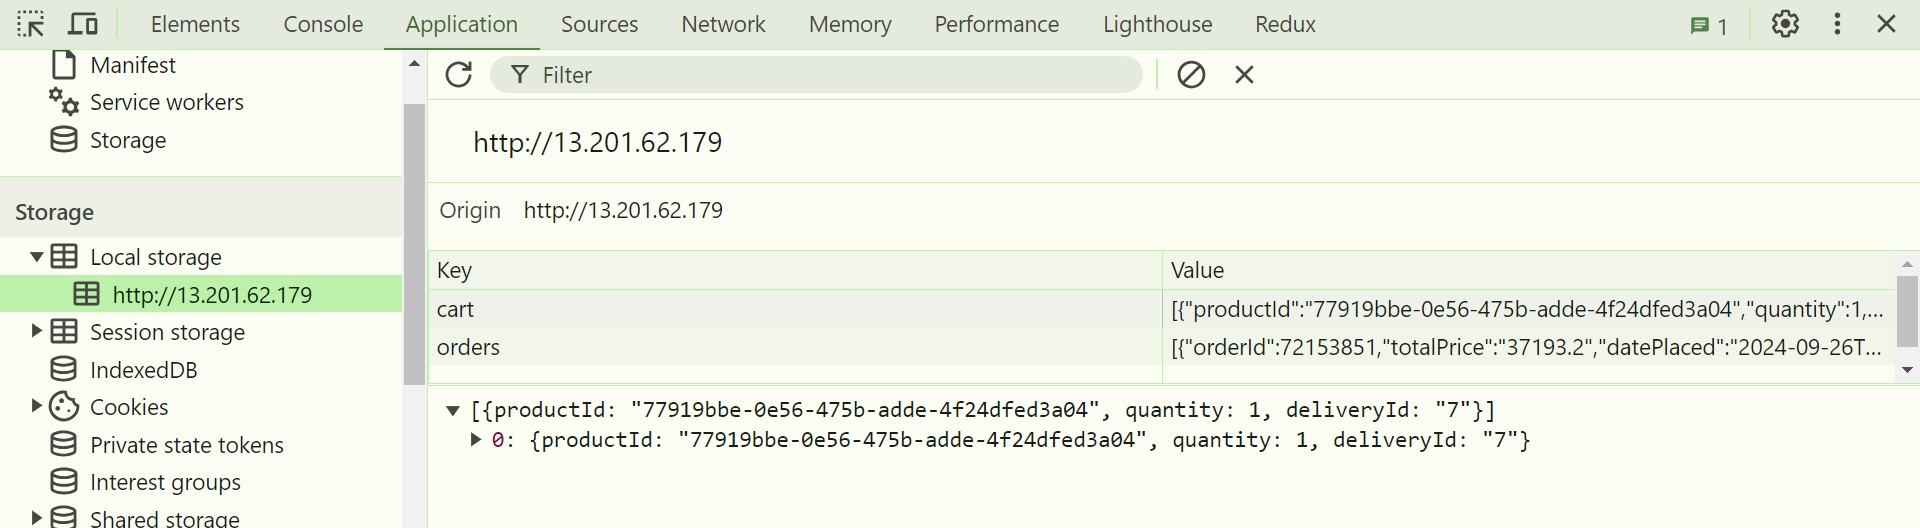 Elements Console Application Sources Network Memory Performance Lighthouse Redux 1
Manifest
Service workers
Storage
Storage
Local storage
http://13.201.62.179
Session storage
IndexedDB
Cookies
Private state tokens
Interest groups
Shared storage
Filter
http://13.201.62.179
Origin http://13.201.62.179
Key Value
cart [{"productId":"77919bbe-0e56-475b-adde-4f24dfed3a04","quantity":1,...
orders [{"orderId":72153851,"totalPrice":"37193.2","datePlaced":"2024-09-26T...
[{productId: "77919bbe-0e56-475b-adde-4f24dfed3a04", quantity: 1, deliveryId: "7"}]
0: {productId: "77919bbe-0e56-475b-adde-4f24dfed3a04", quantity: 1, deliveryId: "7"}